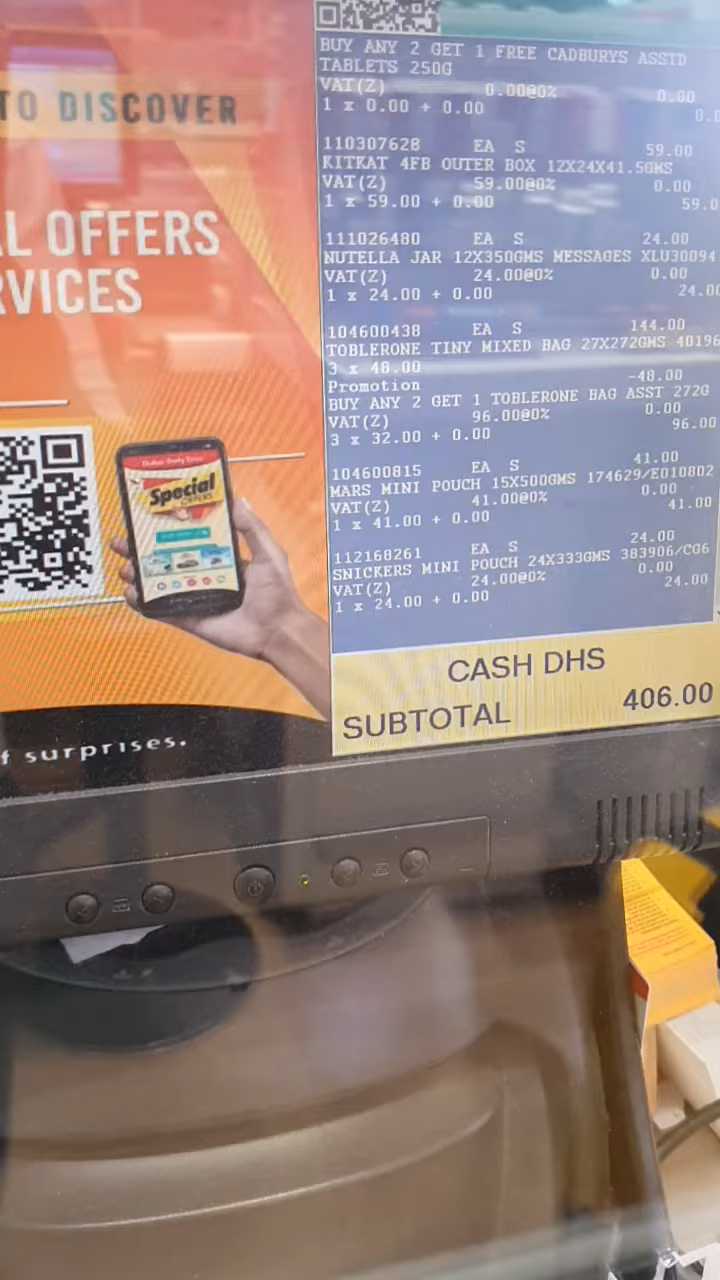 TO DISCOVER
L OFFERS
RVICES
Dubai Duty Free
Special
OFFERS
f surprises.
BUY ANY 2 GET 1 FREE CADBURYS ASSTD
TABLETS 250G
VAT(Z) 0.00@0% 0.00
1 x 0.00 + 0.00 0.0
110307628 EA S 59.00
KITKAT 4FB OUTER BOX 12X24X41.5GMS
VAT(Z) 59.00@0% 0.00
1 x 59.00 + 0.00 59.0
111026480 EA S 24.00
NUTELLA JAR 12X350GMS MESSAGES XLU30094
VAT(Z) 24.00@0% 0.00
1 x 24.00 + 0.00 24.00
104600438 EA S 144.00
TOBLERONE TINY MIXED BAG 27X272GMS 40196
3 x 48.00
Promotion -48.00
BUY ANY 2 GET 1 TOBLERONE BAG ASST 272G
VAT(Z) 96.00@0% 0.00
3 x 32.00 + 0.00 96.00
104600815 EA S 41.00
MARS MINI POUCH 15X500GMS 174629/E010802
VAT(Z) 41.00@0% 0.00
1 x 41.00 + 0.00 41.00
112168261 EA S 24.00
SNICKERS MINI POUCH 24X333GMS 383906/CG6
VAT(Z) 24.00@0% 0.00
1 x 24.00 + 0.00 24.00
CASH DHS
SUBTOTAL 406.00